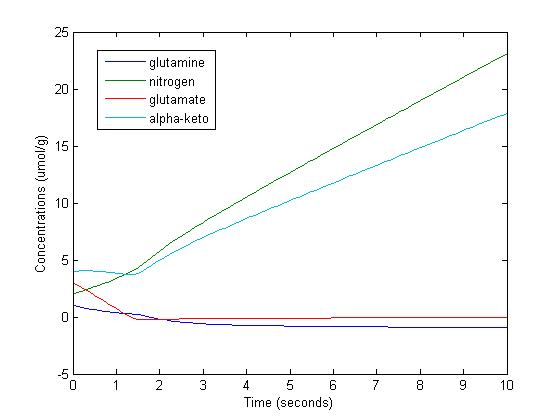 25
20
15
10
5
0
-5
Concentrations (umol/g)
glutamine
nitrogen
glutamate
alpha-keto
0 1 2 3 4 5 6 7 8 9 10
Time (seconds)